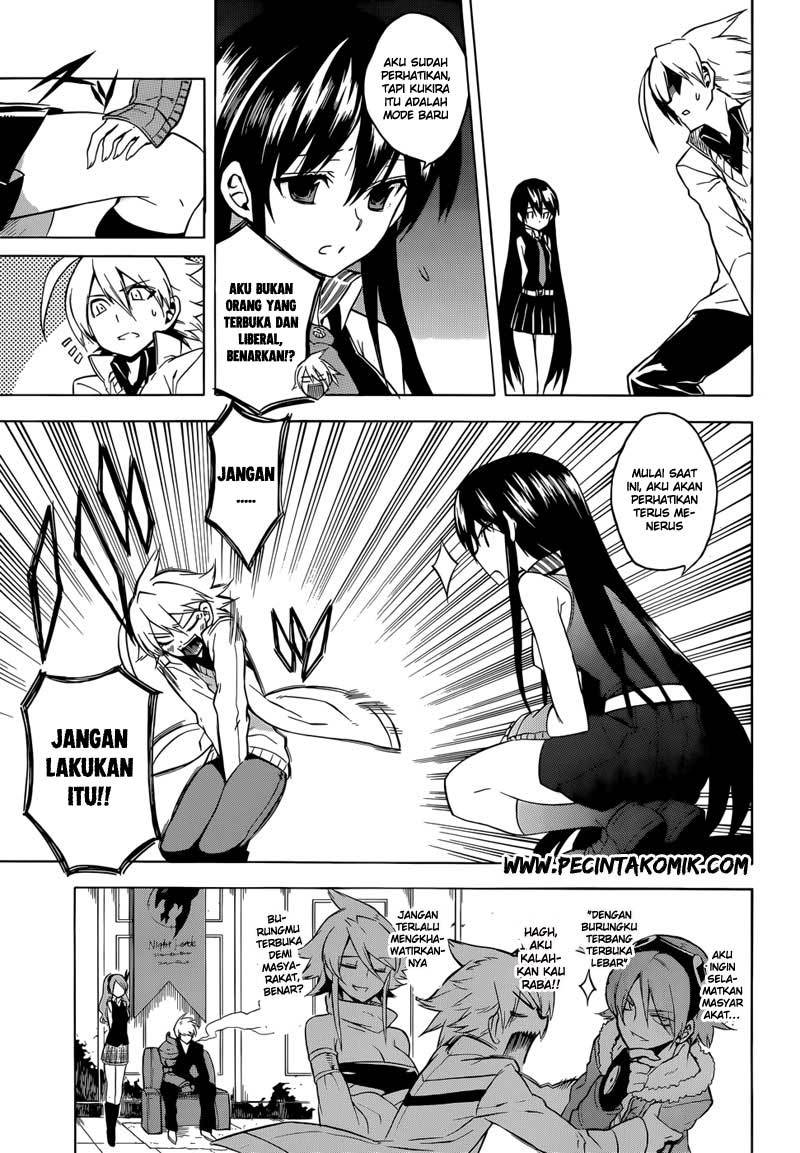 AKU SUDAH
PERHATIKAN,
TAPI KUKIRA
ITU ADALAH
MODE BARU
AKU BUKAN
ORANG YANG
TERBUKA DAN
LIBERAL,
BENARKAN!?
MULAI SAAT
INI, AKU AKAN
PERHATIKAN
TERUS ME-
NERUS
JANGAN
.....
JANGAN
LAKUKAN
ITU!!
WWW.PECINTAKOMIK.COM
AKU
INGIN
SELA-
MATKAN
MASYAR
AKAT...
"DENGAN
BURUNGKU
TERBANG
TERBUKA
LEBAR"
HAGH,
AKU
KALAH-
KAN KAU
RABA!!
JANGAN
TERLALU
MENGKHA-
WATIRKAN-
NYA
BU-
RUNGMU
TERBUKA
DEMI
MASYA-
RAKAT,
BENAR?
Night